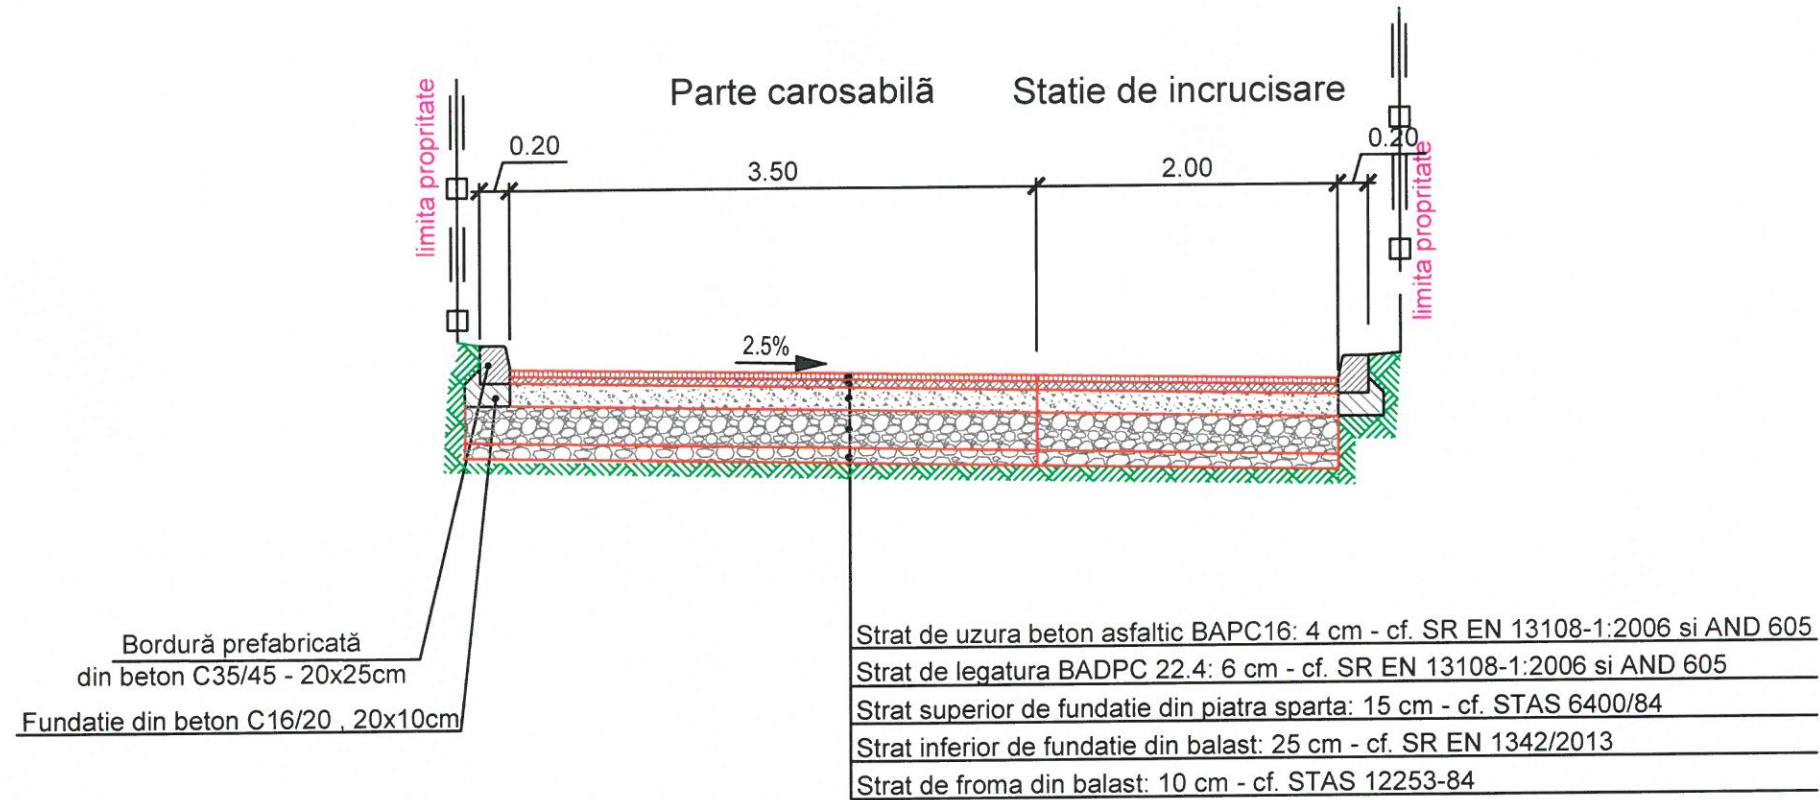 Parte carosabilã
Statie de incrucisare
limita propritate
0.20
3.50
2.00
0.20
limita propritate
2.5%
Bordură prefabricată
din beton C35/45 - 20x25cm
Fundatie din beton C16/20 , 20x10cm
Strat de uzura beton asfaltic BAPC16: 4 cm - cf. SR EN 13108-1:2006 si AND 605
Strat de legatura BADPC 22.4: 6 cm - cf. SR EN 13108-1:2006 si AND 605
Strat superior de fundatie din piatra sparta: 15 cm - cf. STAS 6400/84
Strat inferior de fundatie din balast: 25 cm - cf. SR EN 1342/2013
Strat de froma din balast: 10 cm - cf. STAS 12253-84